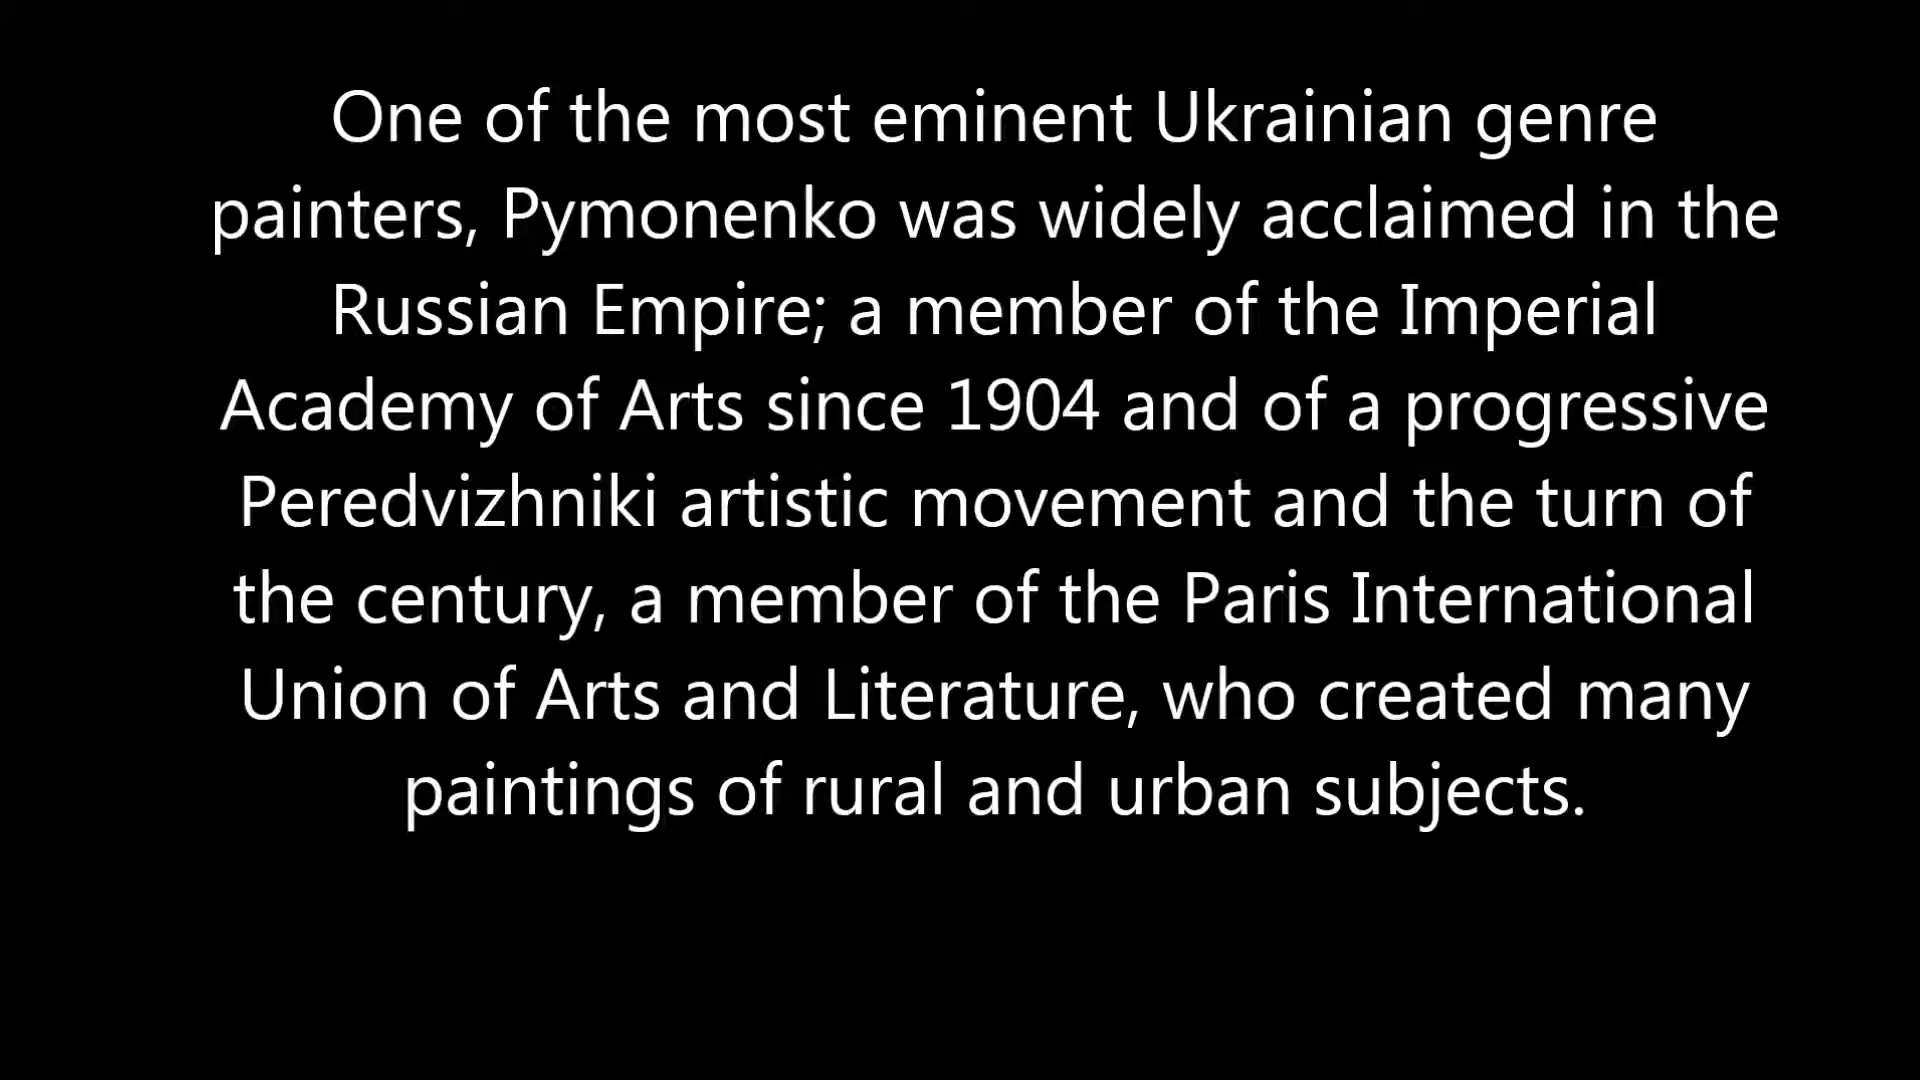 One of the most eminent Ukrainian genre
painters, Pymonenko was widely acclaimed in the
Russian Empire; a member of the Imperial
Academy of Arts since 1904 and of a progressive
Peredvizhniki artistic movement and the turn of
the century, a member of the Paris International
Union of Arts and Literature, who created many
paintings of rural and urban subjects.